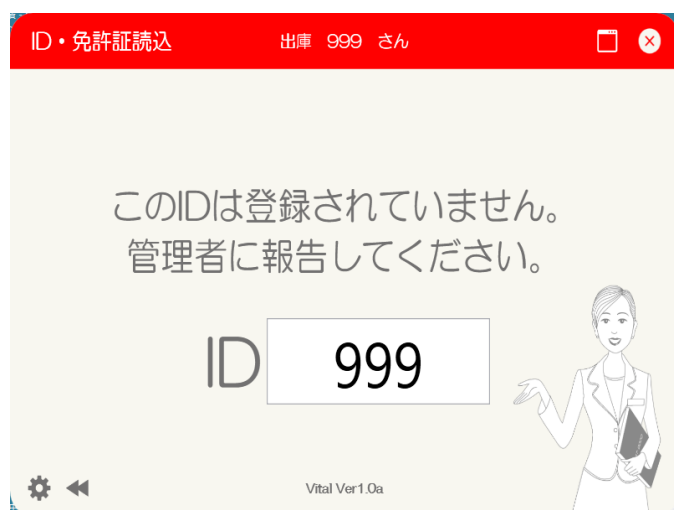 ID・免許証読込
出庫 999 さん
このIDは登録されていません。
管理者に報告してください。
ID 999
Vital Ver1.0a